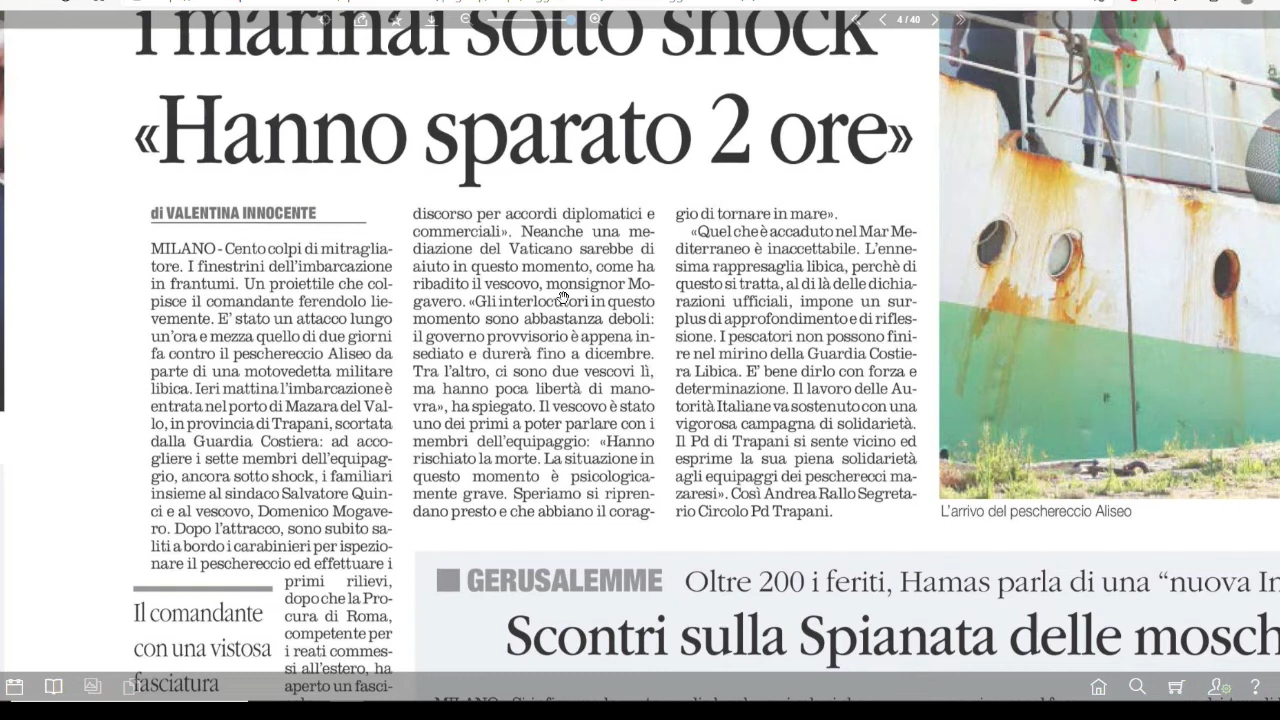 4 / 40
i marinai sotto shock
«Hanno sparato 2 ore»
di VALENTINA INNOCENTE
MILANO - Cento colpi di mitraglia-
tore. I finestrini dell'imbarcazione
in frantumi. Un proiettile che col-
pisce il comandante ferendolo lie-
vemente. E' stato un attacco lungo
un'ora e mezza quello di due giorni
fa contro il peschereccio Aliseo da
parte di una motovedetta militare
libica. Ieri mattina l'imbarcazione è
entrata nel porto di Mazara del Val-
lo, in provincia di Trapani, scortata
dalla Guardia Costiera: ad acco-
gliere i sette membri dell'equipag-
gio, ancora sotto shock, i familiari
insieme al sindaco Salvatore Quin-
ci e al vescovo, Domenico Mogave-
ro. Dopo l'attracco, sono subito sa-
liti a bordo i carabinieri per ispezio-
nare il peschereccio ed effettuare i
primi rilievi,
dopo che la Pro-
cura di Roma,
competente per
i reati commes-
si all'estero, ha
aperto un fasci-
Il comandante
con una vistosa
fasciatura
discorso per accordi diplomatici e
commerciali». Neanche una me-
diazione del Vaticano sarebbe di
aiuto in questo momento, come ha
ribadito il vescovo, monsignor Mo-
gavero. «Gli interlocutori in questo
momento sono abbastanza deboli:
il governo provvisorio è appena in-
sediato e durerà fino a dicembre.
Tra l'altro, ci sono due vescovi lì,
ma hanno poca libertà di mano-
vra», ha spiegato. Il vescovo è stato
uno dei primi a poter parlare con i
membri dell'equipaggio: «Hanno
rischiato la morte. La situazione in
questo momento è psicologica-
mente grave. Speriamo si ripren-
dano presto e che abbiano il corag-
gio di tornare in mare».
«Quel che è accaduto nel Mar Me-
diterraneo è inaccettabile. L'enne-
sima rappresaglia libica, perchè di
questo si tratta, al di là delle dichia-
razioni ufficiali, impone un sur-
plus di approfondimento e di rifles-
sione. I pescatori non possono fini-
re nel mirino della Guardia Costie-
ra Libica. E' bene dirlo con forza e
determinazione. Il lavoro delle Au-
torità Italiane va sostenuto con una
vigorosa campagna di solidarietà.
Il Pd di Trapani si sente vicino ed
esprime la sua piena solidarietà
agli equipaggi dei pescherecci ma-
zaresi». Così Andrea Rallo Segreta-
rio Circolo Pd Trapani.
L'arrivo del peschereccio Aliseo
GERUSALEMME Oltre 200 i feriti, Hamas parla di una “nuova In
Scontri sulla Spianata delle mosch